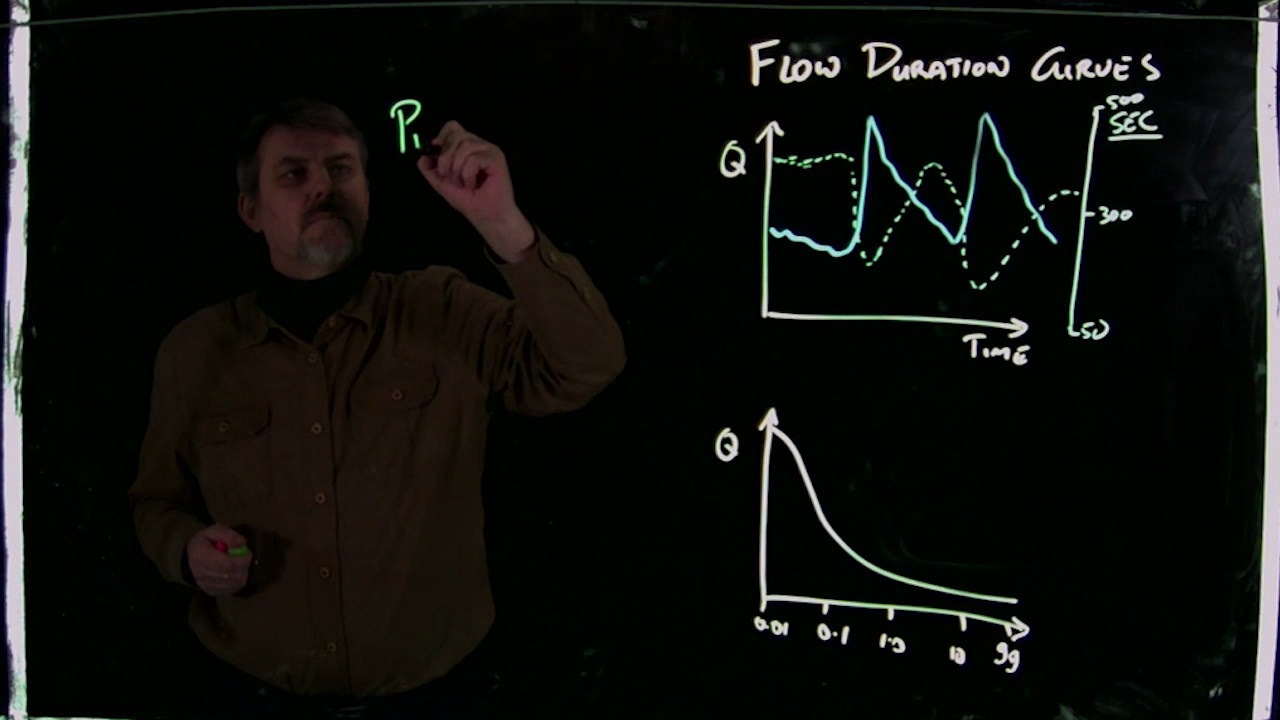 FLOW DURATION CURVES
P1
500
SEC
Q
300
50
TIME
Q
0.01 0.1 1.0 10 99